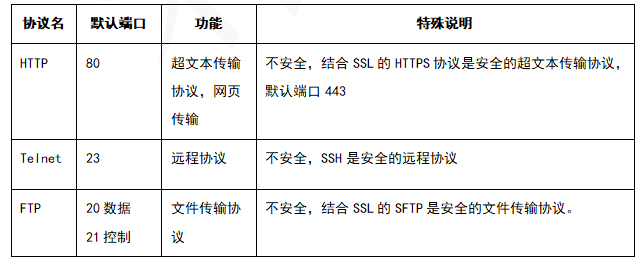 协议名 默认端口 功能 特殊说明
HTTP 80 超文本传输 不安全，结合 SSL 的 HTTPS 协议是安全的超文本传输协议，
协议，网页 默认端口 443
传输
Telnet 23 远程协议 不安全，SSH 是安全的远程协议
FTP 20 数据 文件传输协 不安全，结合 SSL 的 SFTP 是安全的文件传输协议。
21 控制 议